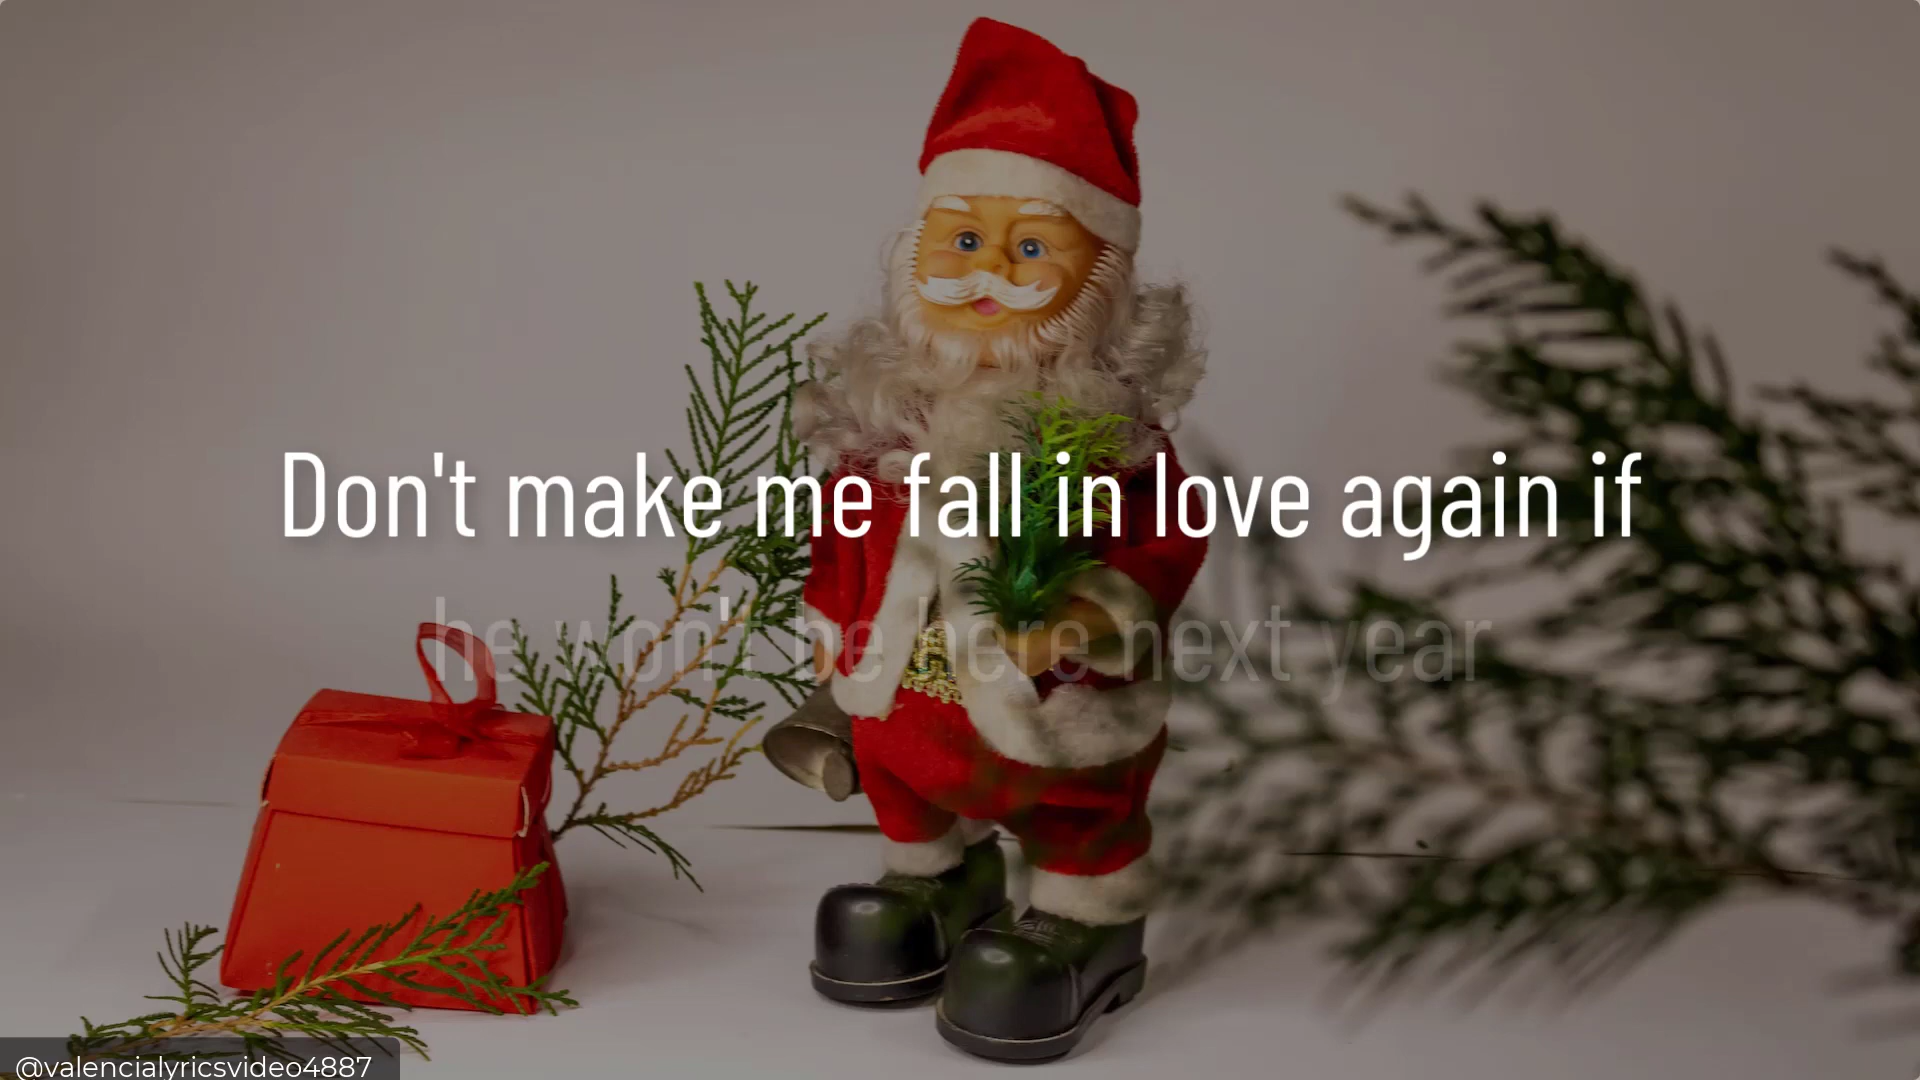 Don't make me fall in love again if
he won't be here next year
@valencialyricsvideo4887